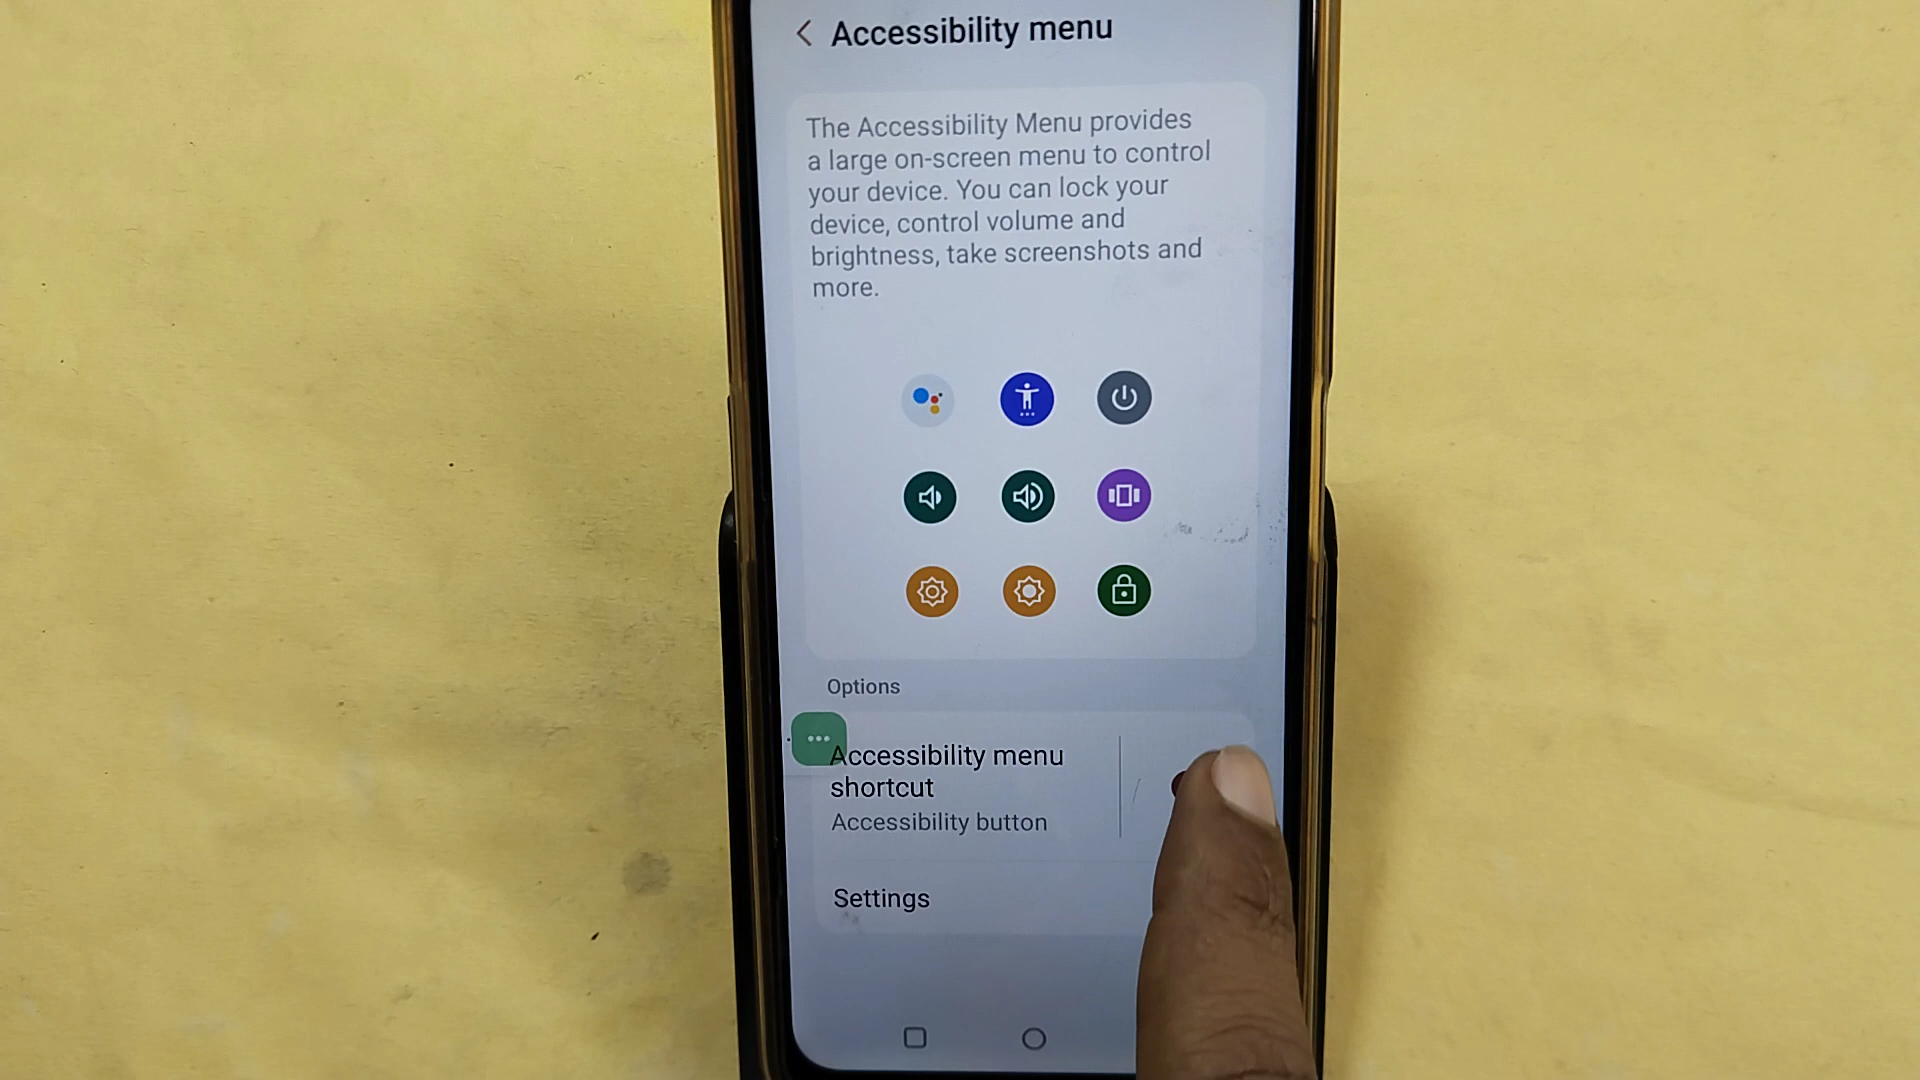 Accessibility menu
The Accessibility Menu provides
a large on-screen menu to control
your device. You can lock your
device, control volume and
brightness, take screenshots and
more.
Options
Accessibility menu
shortcut
Accessibility button
Settings